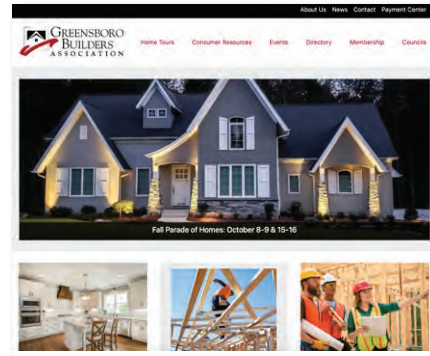 About Us News Contact Payment Center
GREENSBORO
BUILDERS
ASSOCIATION
Home Tours Consumer Resources Events Directory Membership Councils
Fall Parade of Homes: October 8-9 & 15-16